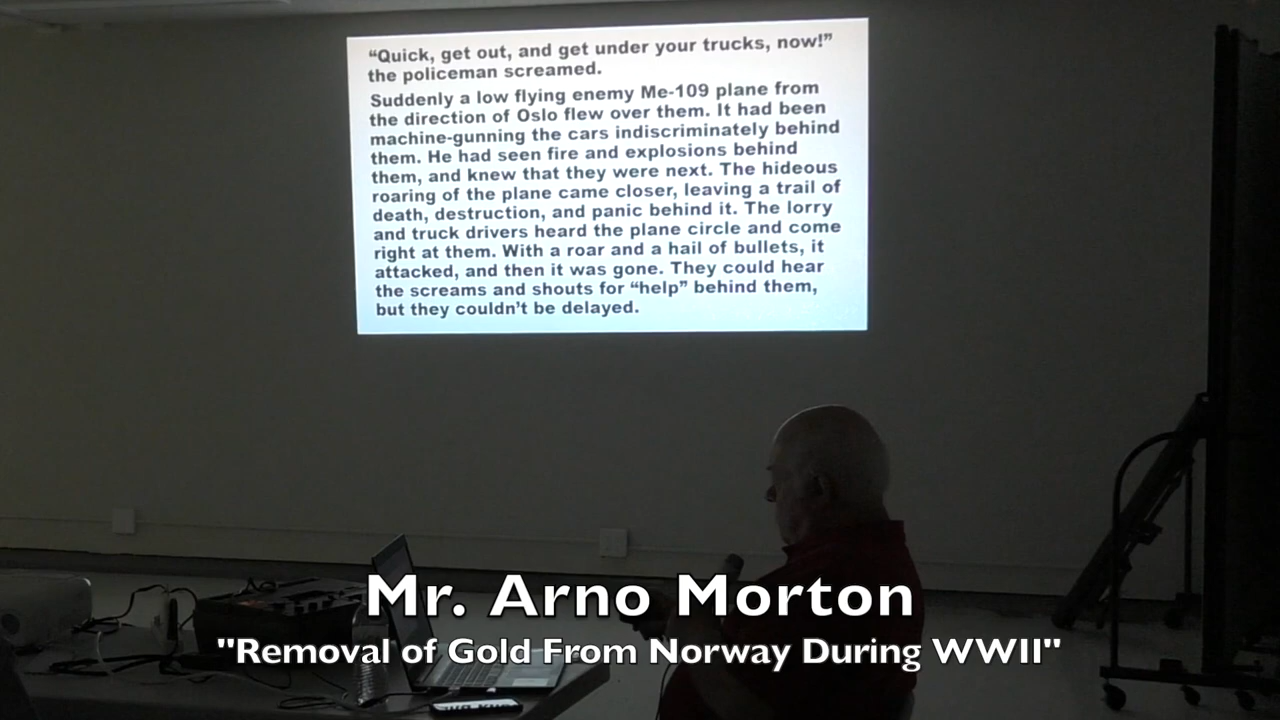 “Quick, get out, and get under your trucks, now!”
the policeman screamed.
Suddenly a low flying enemy Me-109 plane from
the direction of Oslo flew over them. It had been
machine-gunning the cars indiscriminately behind
them. He had seen fire and explosions behind
them, and knew that they were next. The hideous
roaring of the plane came closer, leaving a trail of
death, destruction, and panic behind it. The lorry
and truck drivers heard the plane circle and come
right at them. With a roar and a hail of bullets, it
attacked, and then it was gone. They could hear
the screams and shouts for “help” behind them,
but they couldn’t be delayed.
Mr. Arno Morton
"Removal of Gold From Norway During WWII"